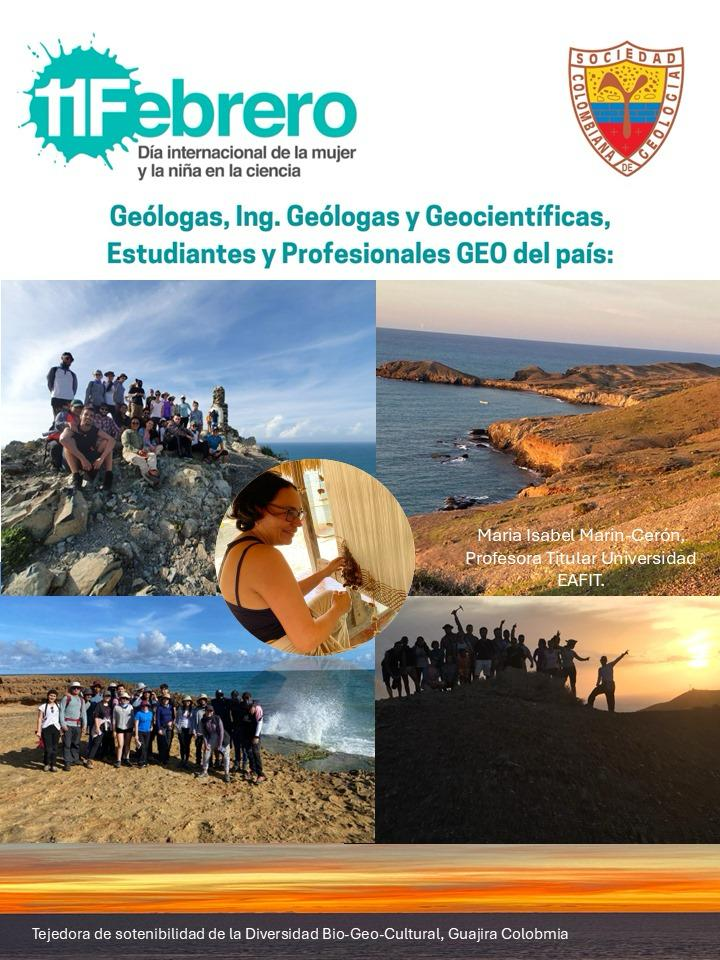 11Febrero
Día internacional de la mujer
y la niña en la ciencia
SOCIEDAD
COLOMBIANA
DE
GEOLOGIA
Geólogas, Ing. Geólogas y Geocientíficas,
Estudiantes y Profesionales GEO del país:
Maria Isabel Marin-Cerón,
Profesora Titular Universidad
EAFIT.
Tejedora de sotenibilidad de la Diversidad Bio-Geo-Cultural, Guajira Colobmia